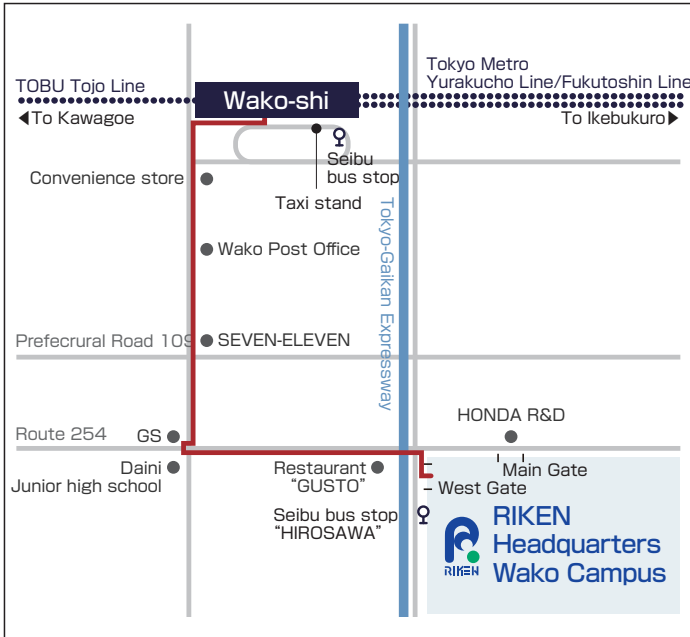 Tokyo Metro
TOBU Tojo Line
Yurakucho Line/Fukutoshin Line
Wako-shi
◀To Kawagoe
To Ikebukuro▶
Seibu
bus stop
Convenience store
Taxi stand
Tokyo-Gaikan Expressway
Wako Post Office
Prefecrural Road 109
SEVEN-ELEVEN
HONDA R&D
Route 254
GS
Daini
Junior high school
Restaurant
“GUSTO”
Main Gate
West Gate
Seibu bus stop
“HIROSAWA”
RIKEN
RIKEN
Headquarters
Wako Campus